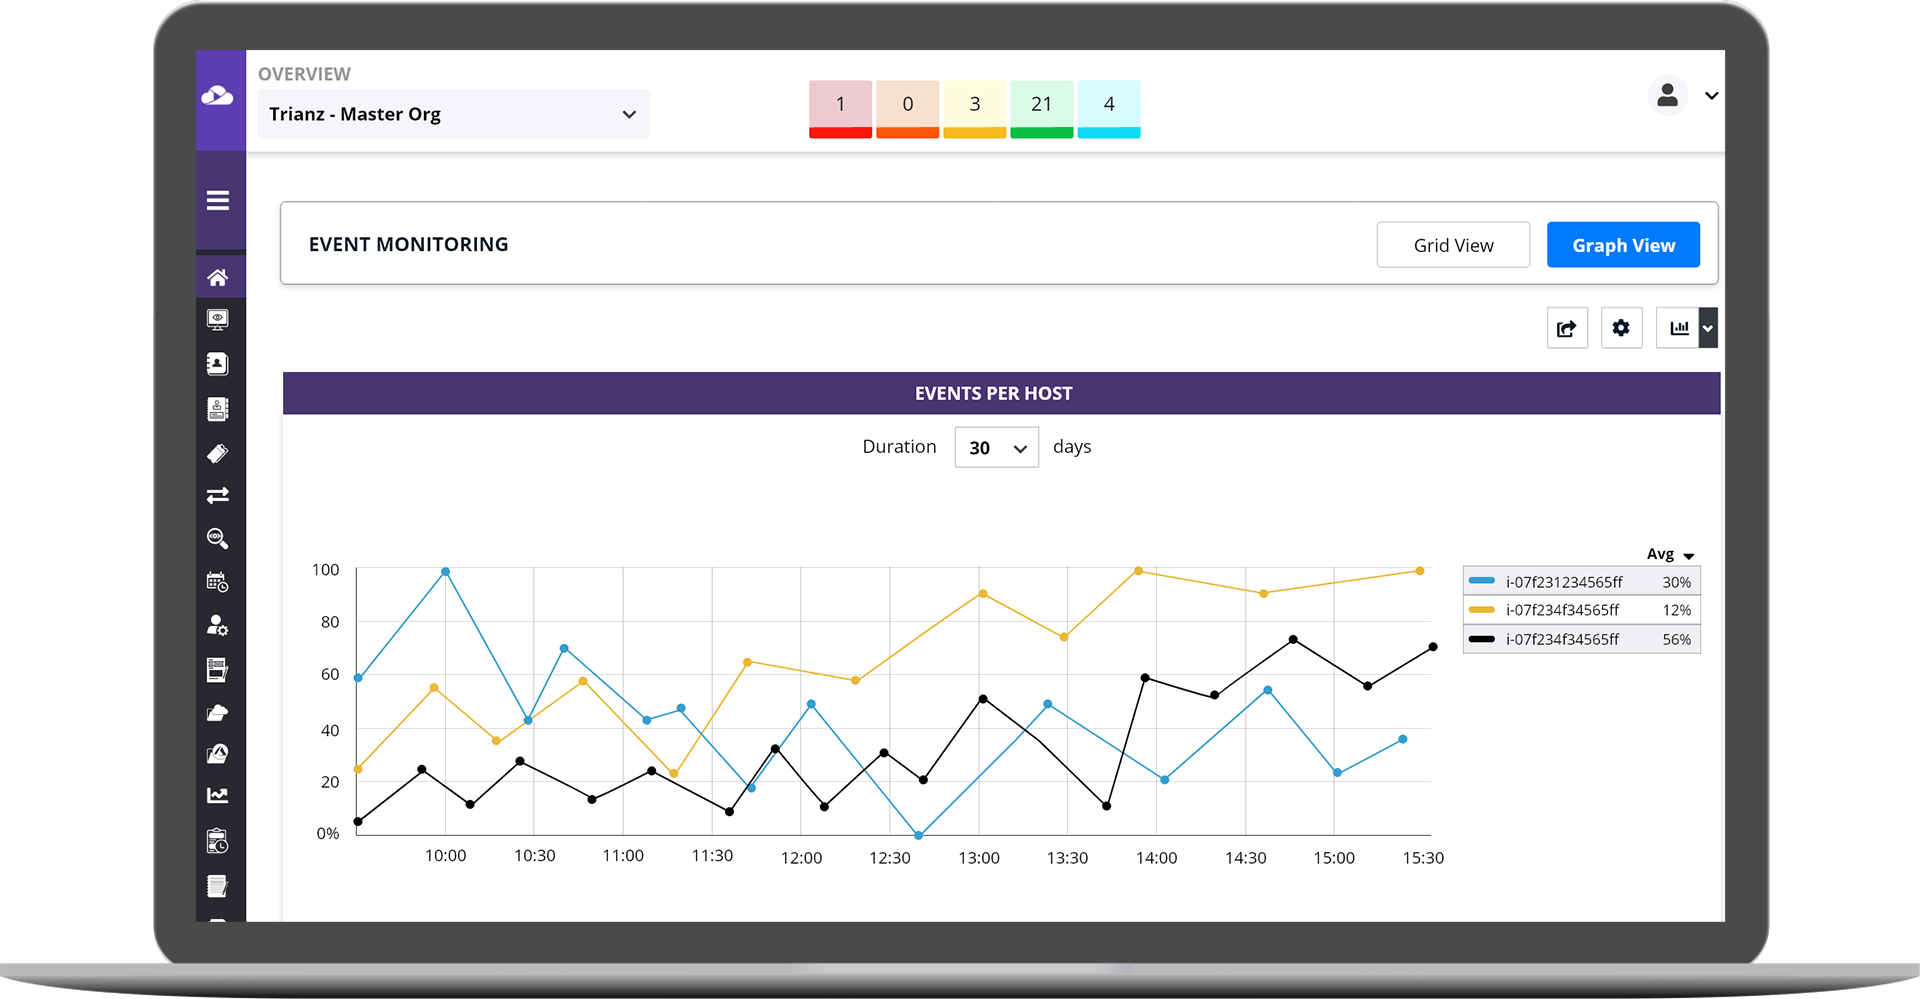 OVERVIEW
Trianz - Master Org
1 0 3 21 4
EVENT MONITORING
Grid View Graph View
EVENTS PER HOST
Duration 30 days
Avg
i-07f231234565ff 30%
i-07f234f34565ff 12%
i-07f234f34565ff 56%
100
80
60
40
20
0%
10:00 10:30 11:00 11:30 12:00 12:30 13:00 13:30 14:00 14:30 15:00 15:30